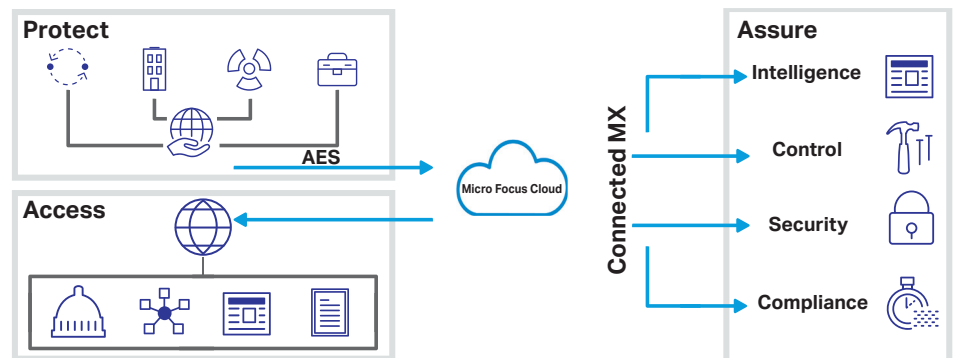 Protect
AES
Access
Micro Focus Cloud
Connected MX
Assure
Intelligence
Control
Security
Compliance